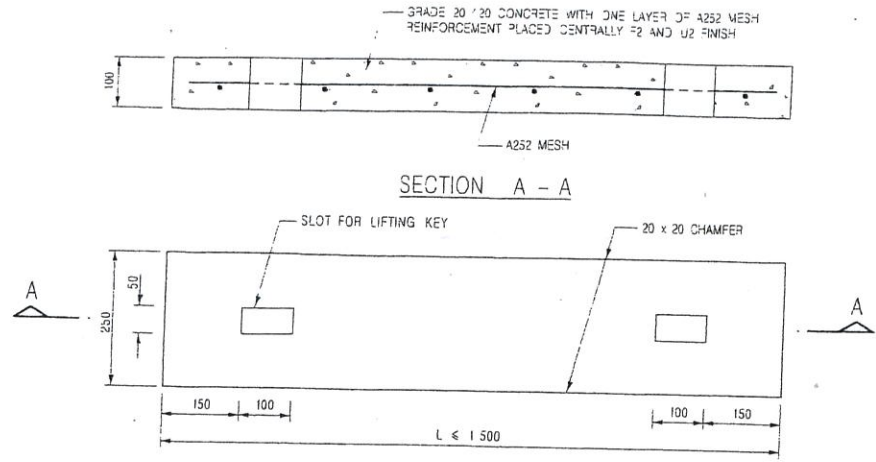 GRADE 20/20 CONCRETE WITH ONE LAYER OF A252 MESH
REINFORCEMENT PLACED CENTRALLY F2 AND U2 FINISH
100
A252 MESH
SECTION A - A
SLOT FOR LIFTING KEY
20 x 20 CHAMFER
A
50
250
A
150
100
100
150
L ≤ 1 500